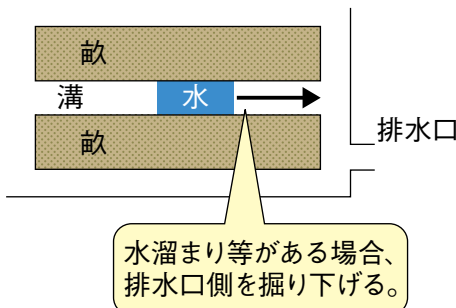 畝
溝
水
畝
排水口
水溜まり等がある場合、
排水口側を掘り下げる。